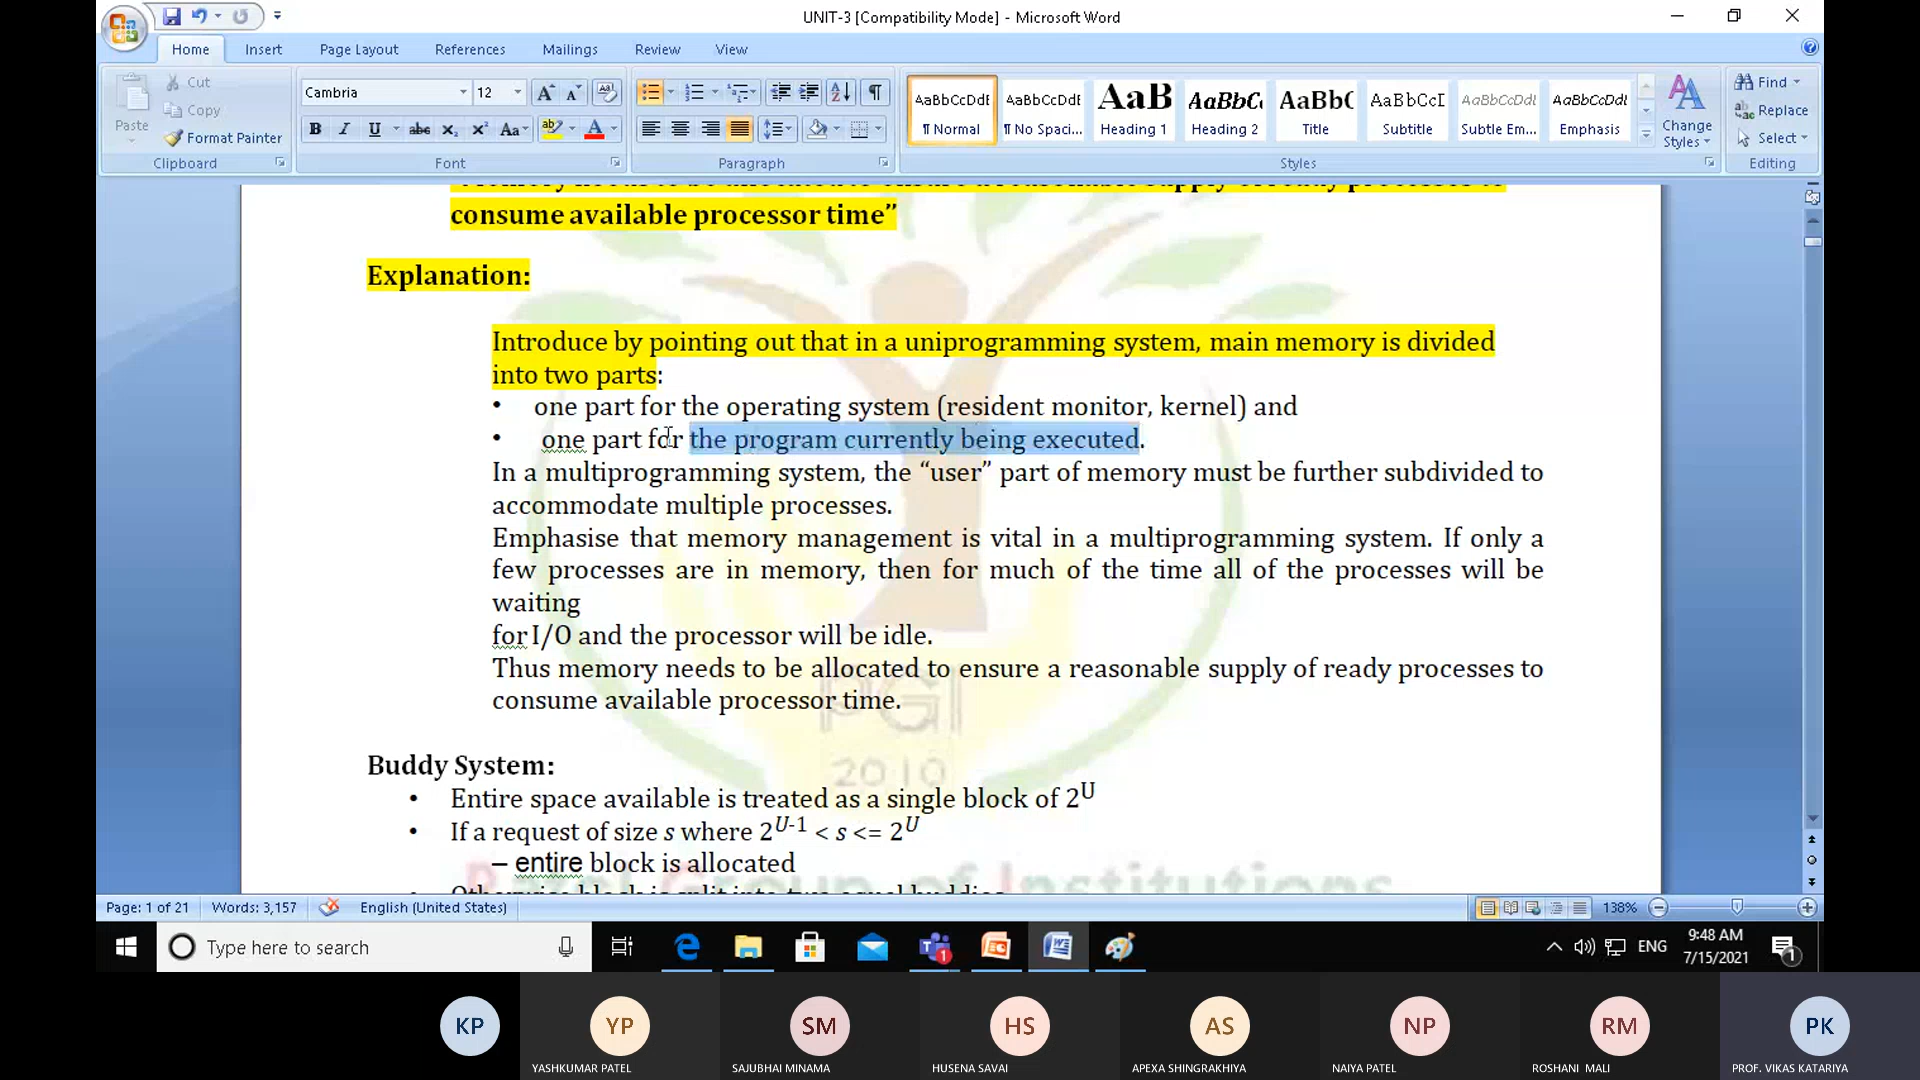 UNIT-3 [Compatibility Mode] - Microsoft Word
Home Insert Page Layout References Mailings Review View
Paste
Cut
Copy
Format Painter
Clipboard
Cambria 12
Font
Paragraph
AaBbCcDdE AaBbCcDdE AaB AaBbC AaBbC AaBbCcD AaBbCcDdE AaBbCcDdE
¶ Normal ¶ No Spaci... Heading 1 Heading 2 Title Subtitle Subtle Em... Emphasis
Styles
Change Styles
Find
Replace
Select
Editing
consume available processor time”
Explanation:
Introduce by pointing out that in a uniprogramming system, main memory is divided
into two parts:
• one part for the operating system (resident monitor, kernel) and
• one part for the program currently being executed.
In a multiprogramming system, the “user” part of memory must be further subdivided to
accommodate multiple processes.
Emphasise that memory management is vital in a multiprogramming system. If only a
few processes are in memory, then for much of the time all of the processes will be
waiting
for I/O and the processor will be idle.
Thus memory needs to be allocated to ensure a reasonable supply of ready processes to
consume available processor time.
PGI
2010
Buddy System:
• Entire space available is treated as a single block of 2U
• If a request of size s where 2U-1 < s <= 2U
– entire block is allocated
Page: 1 of 21 Words: 3,157 English (United States) 138%
Type here to search
ENG
9:48 AM
7/15/2021
KP YP SM HS AS NP RM PK
YASHKUMAR PATEL SAJUBHAI MINAMA HUSENA SAVAI APEXA SHINGRAKHIYA NAIYA PATEL ROSHANI MALI PROF. VIKAS KATARIYA